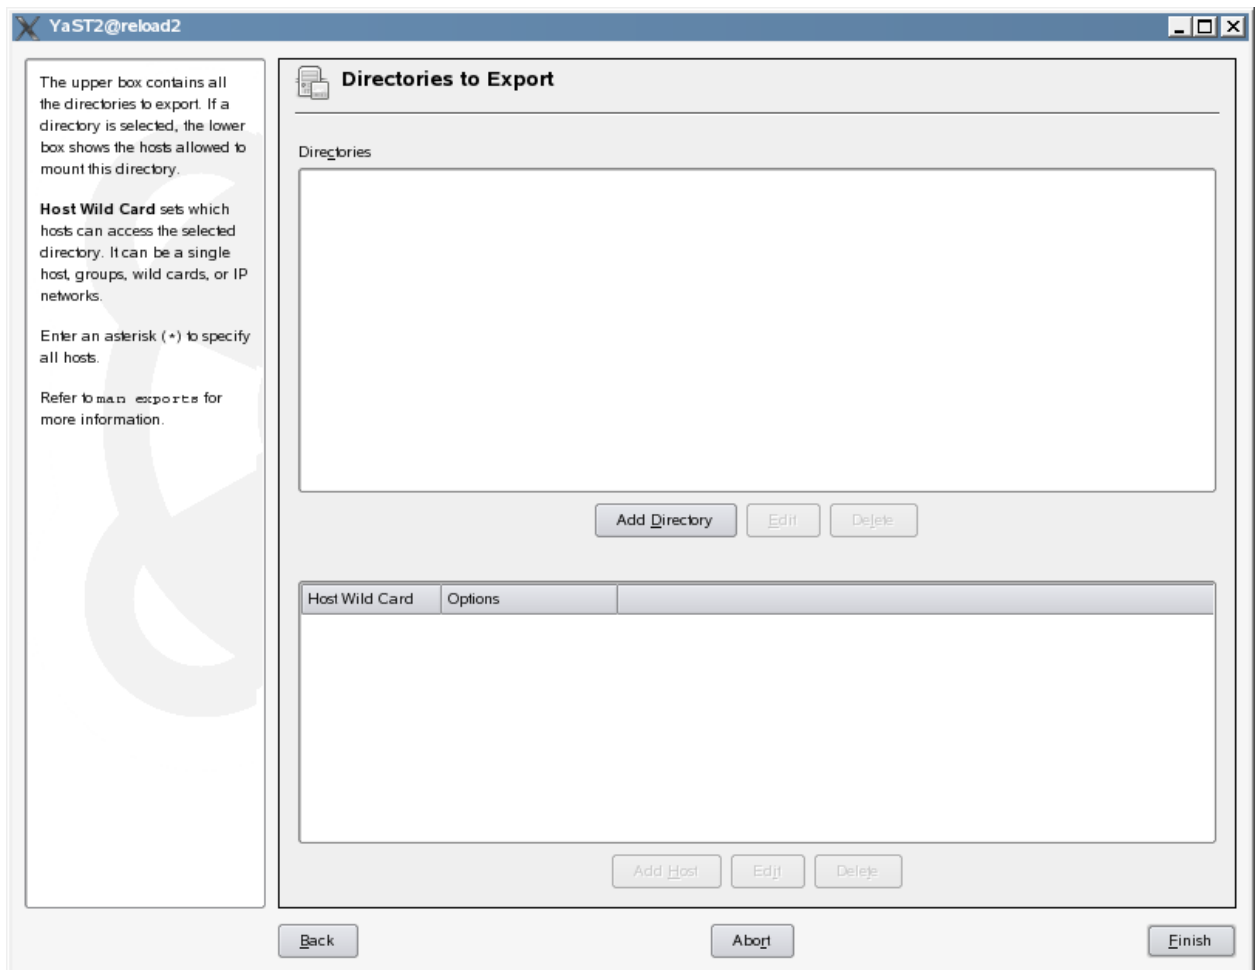 YaST2@reload2
The upper box contains all
the directories to export. If a
directory is selected, the lower
box shows the hosts allowed to
mount this directory.
Host Wild Card sets which
hosts can access the selected
directory. It can be a single
host, groups, wild cards, or IP
networks.
Enter an asterisk (*) to specify
all hosts.
Refer to man exports for
more information.
Directories to Export
Directories
Add Directory Edit Delete
Host Wild Card Options
Add Host Edit Delete
Back Abort Finish